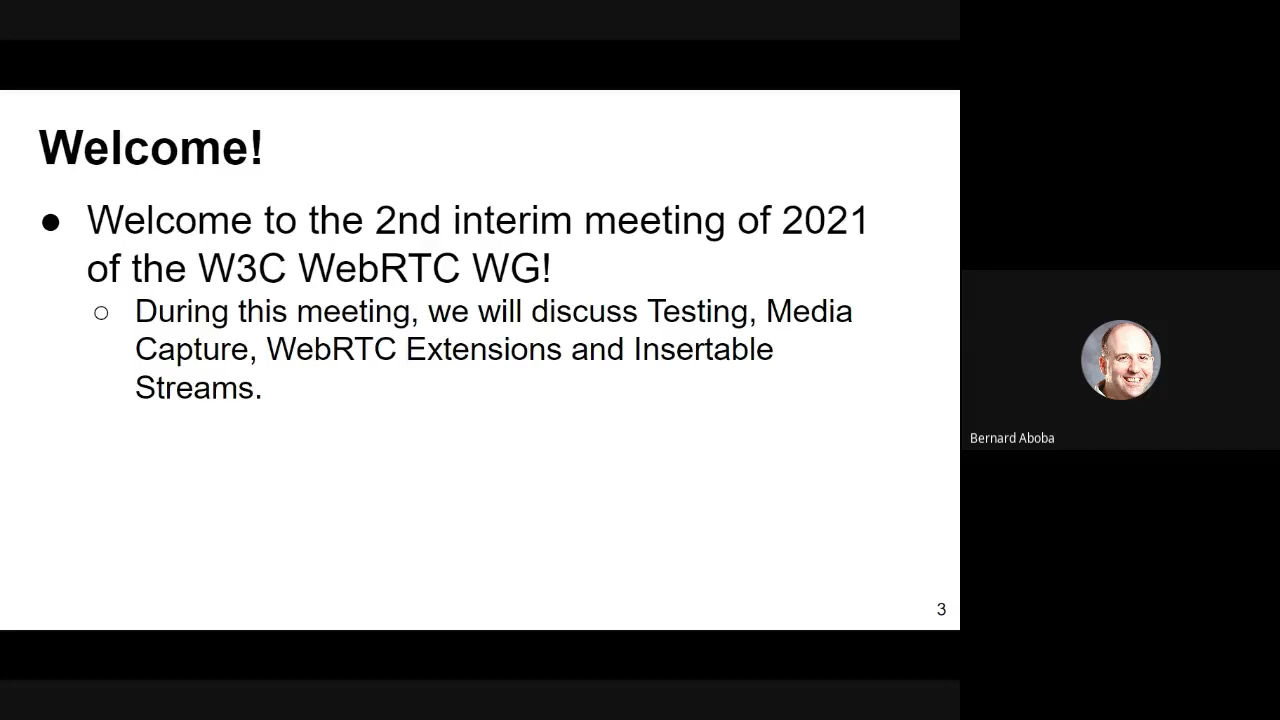 Welcome!
● Welcome to the 2nd interim meeting of 2021
of the W3C WebRTC WG!
○ During this meeting, we will discuss Testing, Media
Capture, WebRTC Extensions and Insertable
Streams.
3
Bernard Aboba